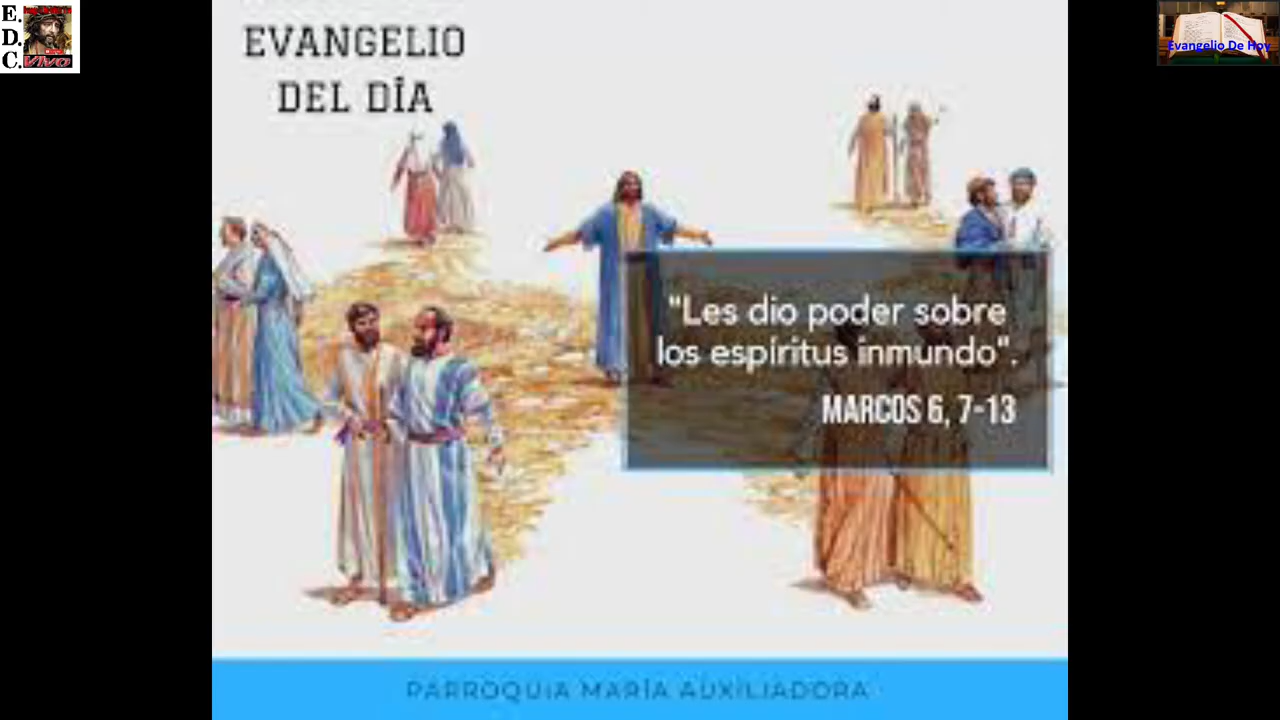 E.
D.
C. Vivo
Evangelio De Hoy
EVANGELIO
DEL DÍA
"Les dio poder sobre
los espíritus inmundo".
MARCOS 6, 7-13
PARROQUIA MARÍA AUXILIADORA